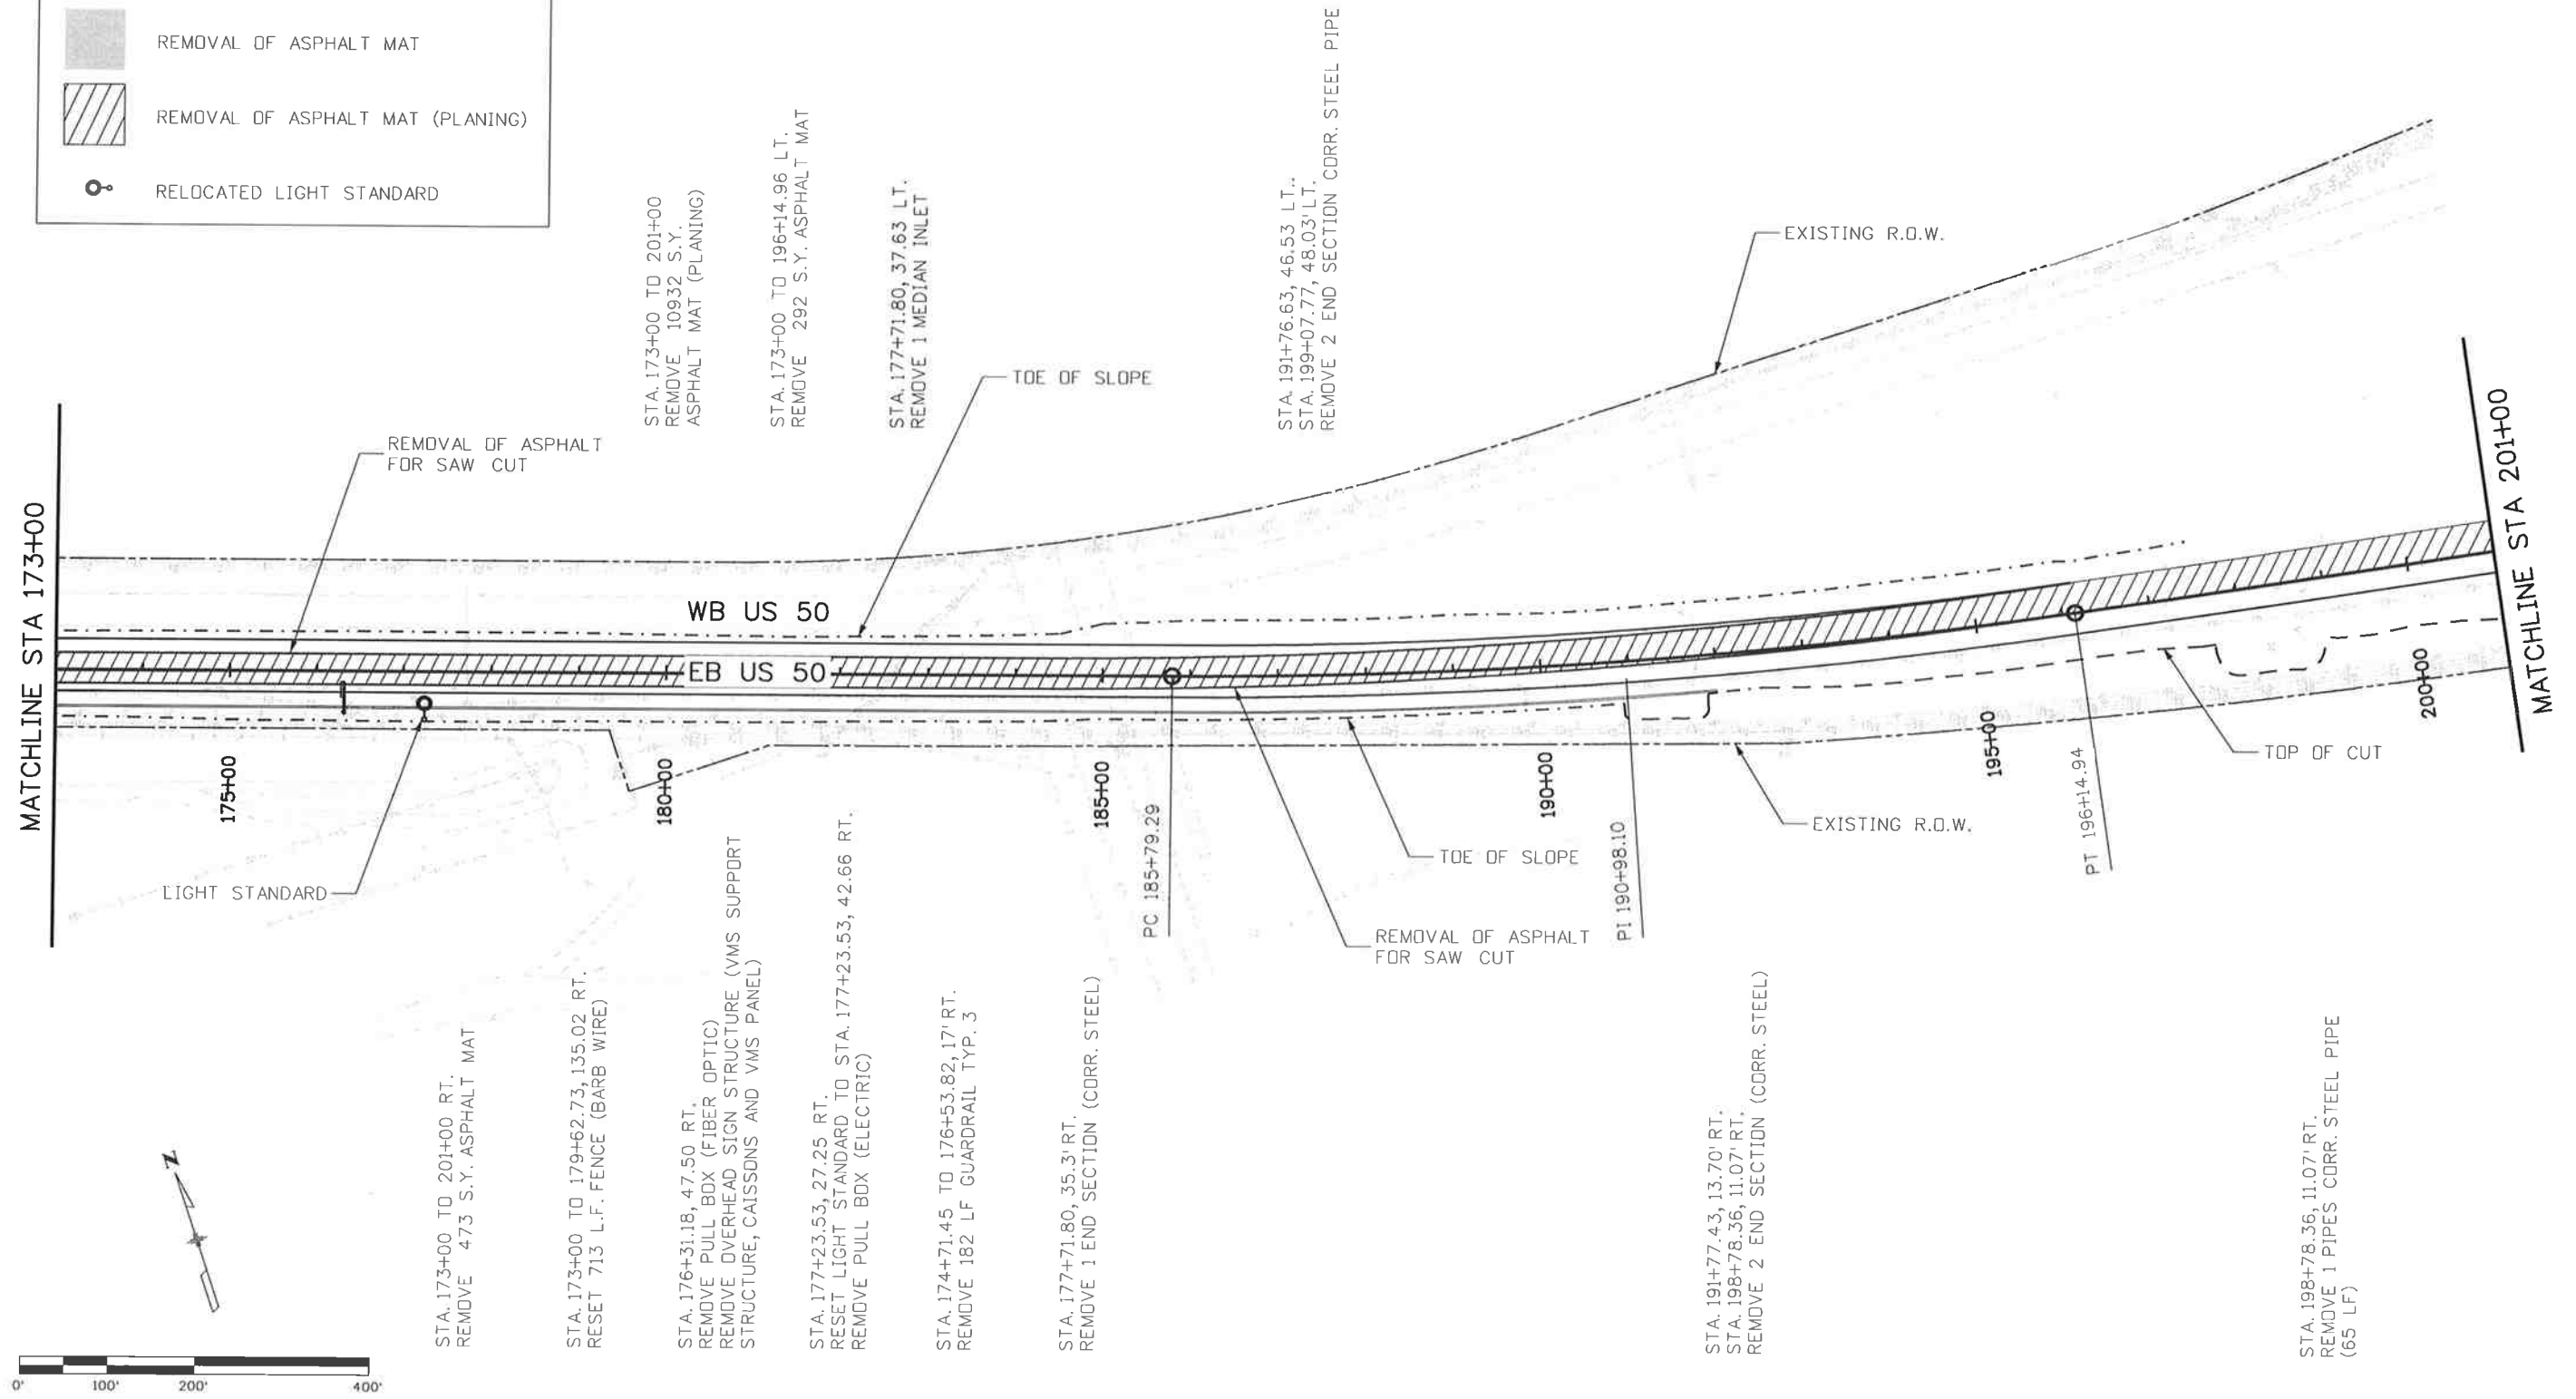 REMOVAL OF ASPHALT MAT
REMOVAL OF ASPHALT MAT (PLANING)
RELOCATED LIGHT STANDARD
STA. 173+00 TO 201+00
REMOVE 10932 S.Y.
ASPHALT MAT (PLANING)
STA. 173+00 TO 196+14.96 LT.
REMOVE 292 S.Y. ASPHALT MAT
STA. 177+71.80, 37.63 LT.
REMOVE 1 MEDIAN INLET
STA. 191+76.63, 46.53 LT..
STA. 199+07.77, 48.03' LT.
REMOVE 2 END SECTION CORR. STEEL PIPE
EXISTING R.O.W.
TOE OF SLOPE
REMOVAL OF ASPHALT
FOR SAW CUT
MATCHLINE STA 173+00
MATCHLINE STA 201+00
WB US 50
EB US 50
175+00
180+00
185+00
190+00
195+00
200+00
PC 185+79.29
PI 190+98.10
PT 196+14.94
TOP OF CUT
EXISTING R.O.W.
TOE OF SLOPE
LIGHT STANDARD
REMOVAL OF ASPHALT
FOR SAW CUT
STA. 173+00 TO 201+00 RT.
REMOVE 473 S.Y. ASPHALT MAT
STA. 173+00 TO 179+62.73, 135.02 RT.
RESET 713 L.F. FENCE (BARB WIRE)
STA. 176+31.18, 47.50 RT.
REMOVE PULL BOX (FIBER OPTIC)
REMOVE OVERHEAD SIGN STRUCTURE (VMS SUPPORT
STRUCTURE, CAISSONS AND VMS PANEL)
STA. 177+23.53, 27.25 RT.
RESET LIGHT STANDARD TO STA. 177+23.53, 42.66 RT.
REMOVE PULL BOX (ELECTRIC)
STA. 174+71.45 TO 176+53.82, 17' RT.
REMOVE 182 LF GUARDRAIL TYP. 3
STA. 177+71.80, 35.3' RT.
REMOVE 1 END SECTION (CORR. STEEL)
STA. 191+77.43, 13.70' RT.
STA. 198+78.36, 11.07' RT.
REMOVE 2 END SECTION (CORR. STEEL)
STA. 198+78.36, 11.07' RT.
REMOVE 1 PIPES CORR. STEEL PIPE
(65 LF)
N
0' 100' 200' 400'